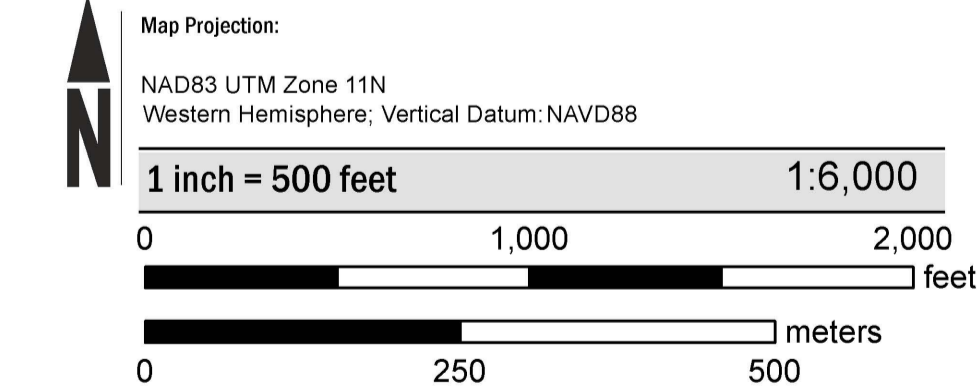 N
Map Projection:
NAD83 UTM Zone 11N
Western Hemisphere; Vertical Datum: NAVD88
1 inch = 500 feet 1:6,000
0 1,000 2,000
feet
meters
0 250 500